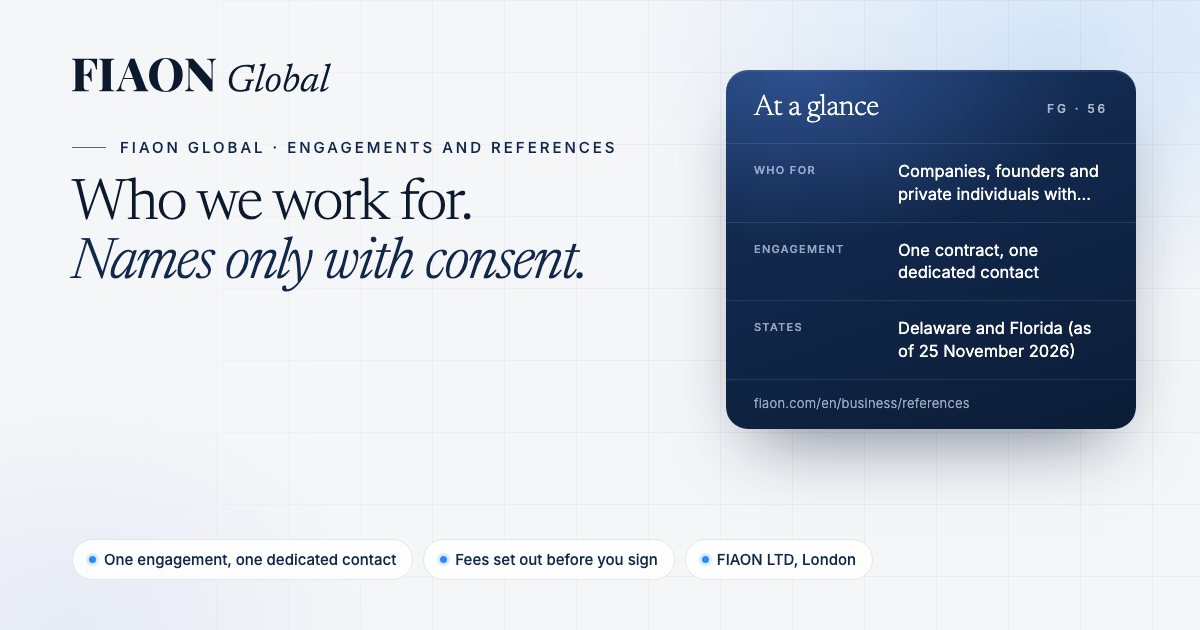 FIAON Global
FIAON GLOBAL · ENGAGEMENTS AND REFERENCES
Who we work for.
Names only with consent.
At a glance
FG · 56
WHO FOR
Companies, founders and
private individuals with...
ENGAGEMENT
One contract, one
dedicated contact
STATES
Delaware and Florida (as
of 25 November 2026)
fiaon.com/en/business/references
One engagement, one dedicated contact
Fees set out before you sign
FIAON LTD, London